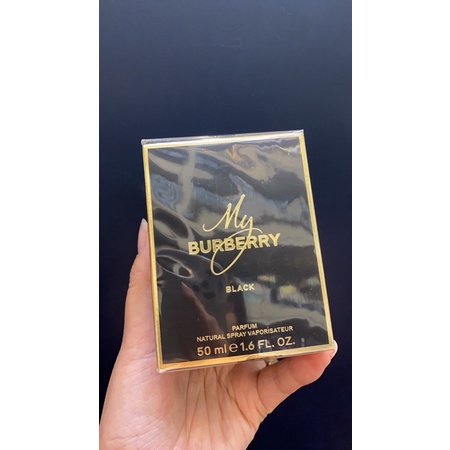 My
BURBERRY
BLACK
PARFUM
NATURAL SPRAY VAPORISATEUR
50 ml e 1.6 FL. OZ.